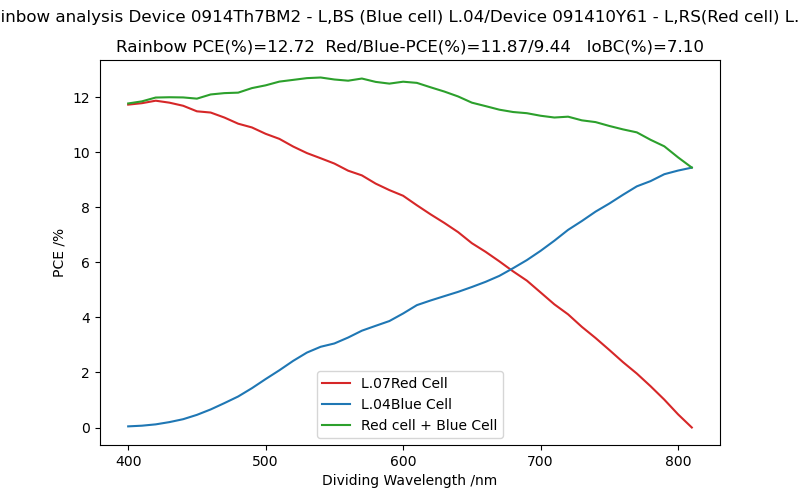 inbow analysis Device 0914Th7BM2 - L,BS (Blue cell) L.04/Device 091410Y61 - L,RS(Red cell) L.
Rainbow PCE(%)=12.72 Red/Blue-PCE(%)=11.87/9.44 IoBC(%)=7.10
12
10
8
6
4
2
0
PCE /%
L.07Red Cell
L.04Blue Cell
Red cell + Blue Cell
400 500 600 700 800
Dividing Wavelength /nm